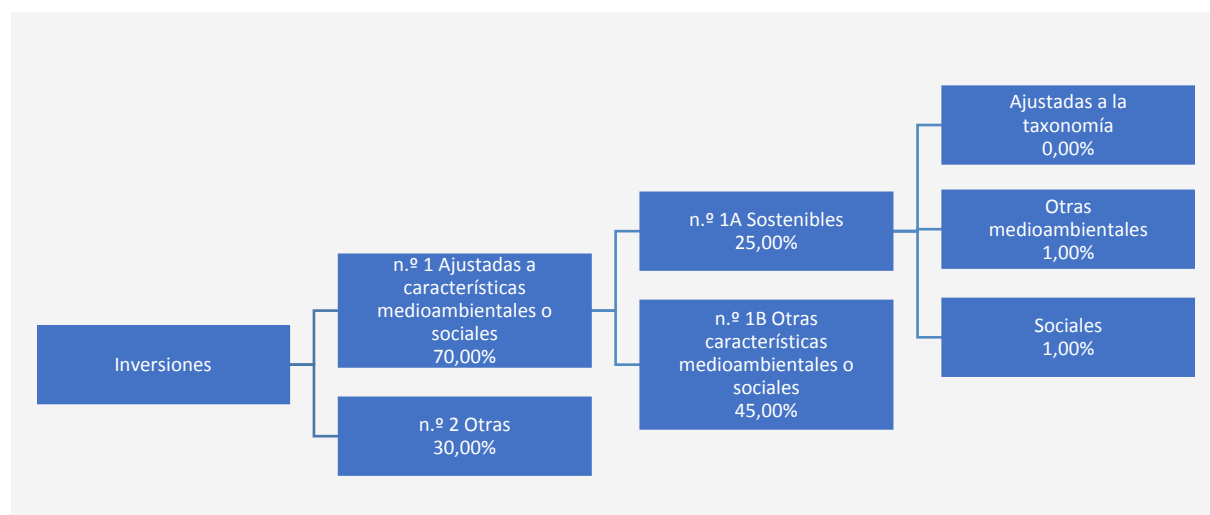 Inversiones
n.º 1 Ajustadas a
características
medioambientales o
sociales
70,00%
n.º 2 Otras
30,00%
n.º 1A Sostenibles
25,00%
n.º 1B Otras
características
medioambientales o
sociales
45,00%
Ajustadas a la
taxonomía
0,00%
Otras
medioambientales
1,00%
Sociales
1,00%